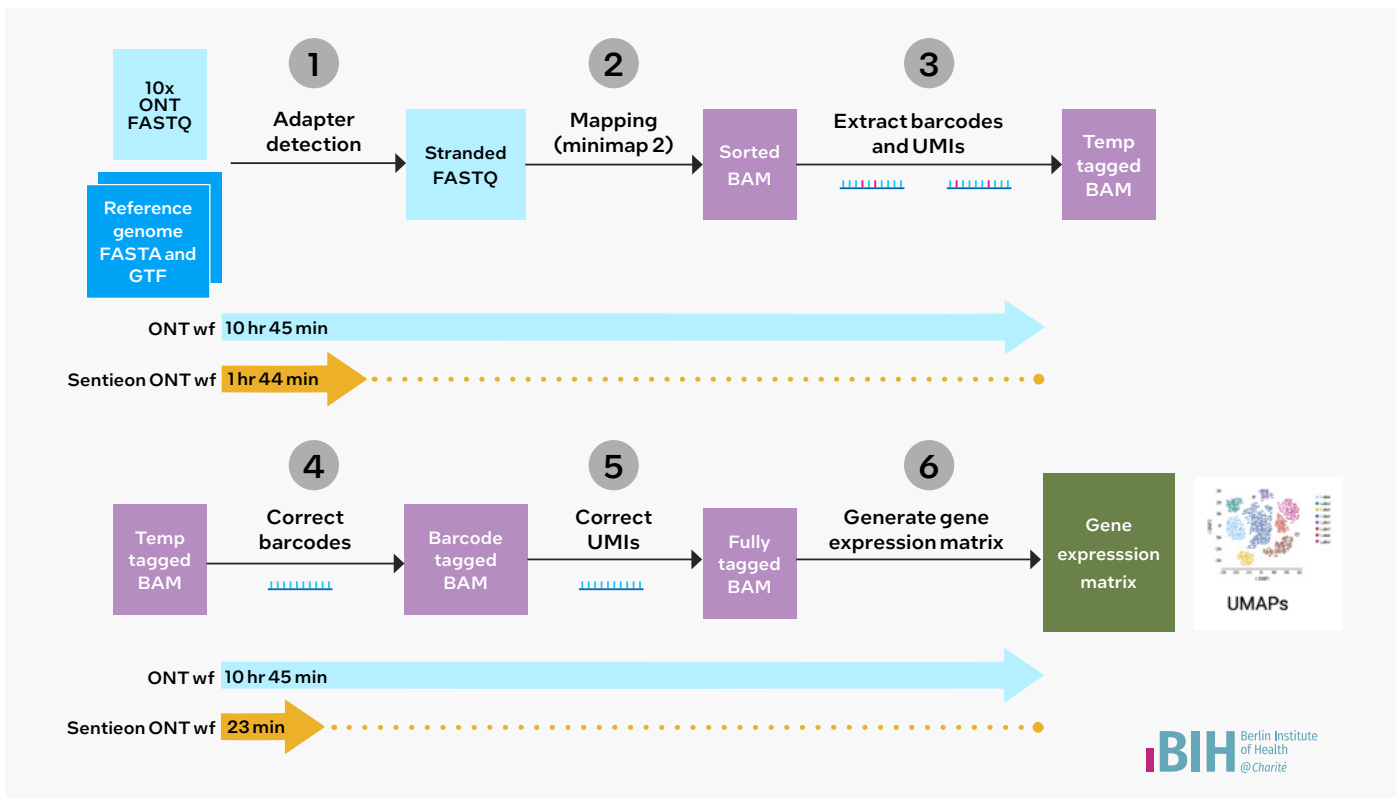 1
2
3
10x
ONT
FASTQ
Adapter
detection
Stranded
FASTQ
Mapping
(minimap 2)
Sorted
BAM
Extract barcodes
and UMIs
Temp
tagged
BAM
Reference
genome
FASTA and
GTF
ONT wf
10 hr 45 min
Sentieon ONT wf
1 hr 44 min
4
5
6
Temp
tagged
BAM
Correct
barcodes
Barcode
tagged
BAM
Correct
UMIs
Fully
tagged
BAM
Generate gene
expression matrix
Gene
expresssion
matrix
UMAPs
ONT wf
10 hr 45 min
Sentieon ONT wf
23 min
BIH
Berlin Institute
of Health
@Charité